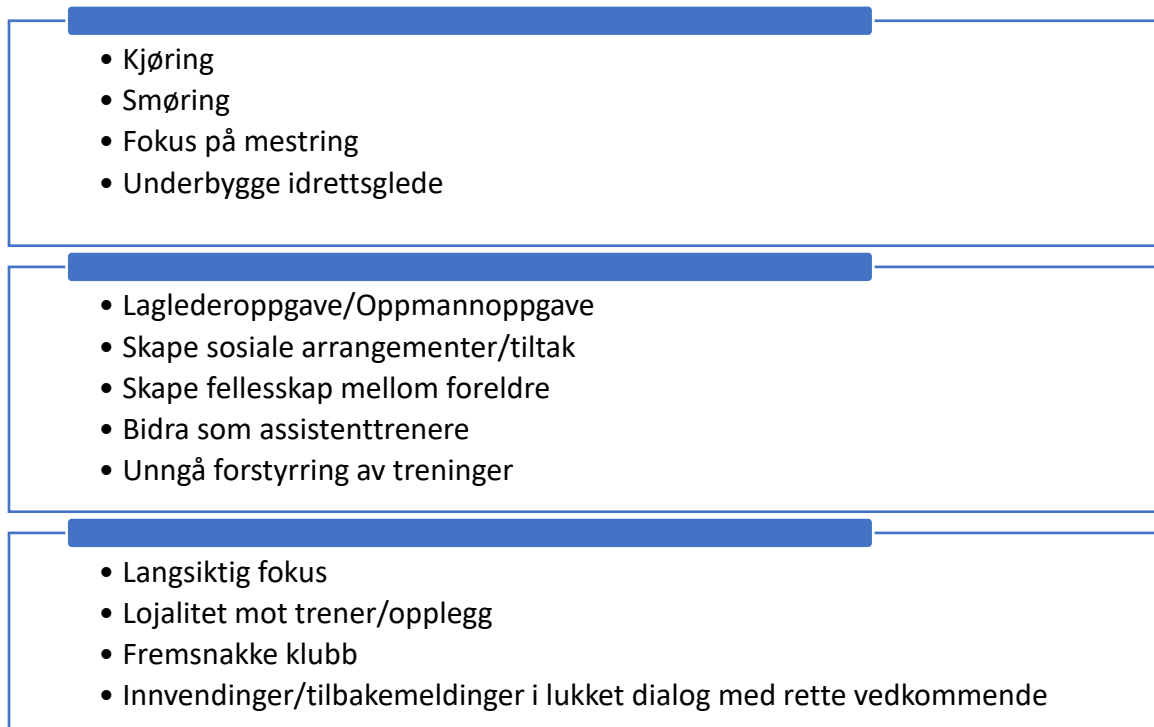 • Kjøring
• Smøring
• Fokus på mestring
• Underbygge idrettsglede
• Laglederoppgave/Oppmannoppgave
• Skape sosiale arrangementer/tiltak
• Skape fellesskap mellom foreldre
• Bidra som assistenttrenere
• Unngå forstyrring av treninger
• Langsiktig fokus
• Lojalitet mot trener/opplegg
• Fremsnakke klubb
• Innvendinger/tilbakemeldinger i lukket dialog med rette vedkommende